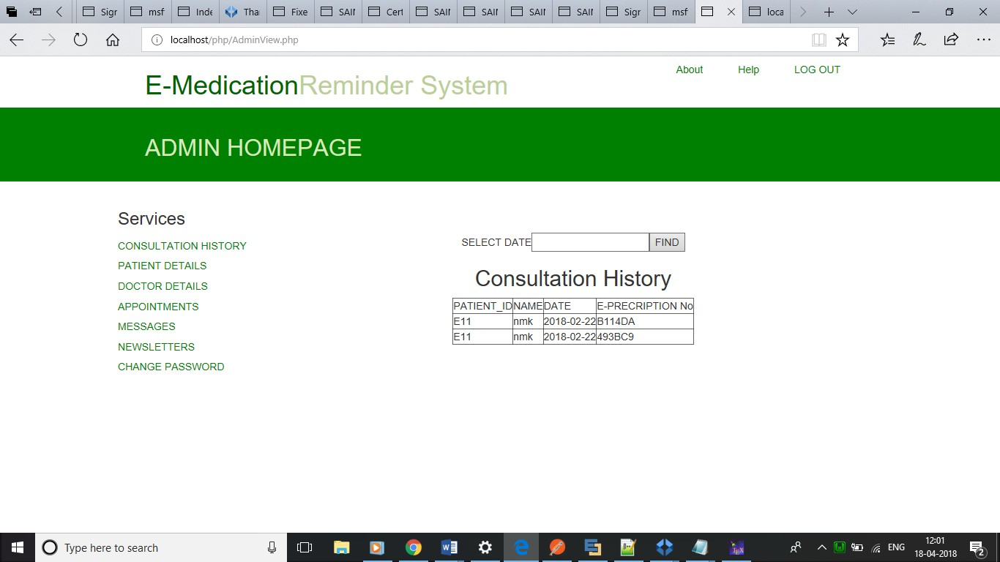 Sigr msf Inde Tha Fixe SAII Cert SAII SAII SAII SAII Sigr msf loca
localhost/php/AdminView.php
About Help LOG OUT
E-MedicationReminder System
ADMIN HOMEPAGE
Services
CONSULTATION HISTORY
PATIENT DETAILS
DOCTOR DETAILS
APPOINTMENTS
MESSAGES
NEWSLETTERS
CHANGE PASSWORD
SELECT DATE FIND
Consultation History
PATIENT_ID NAME DATE E-PRECRIPTION No
E11 nmk 2018-02-22 B114DA
E11 nmk 2018-02-22 493BC9
Type here to search
ENG
12:01
18-04-2018
2